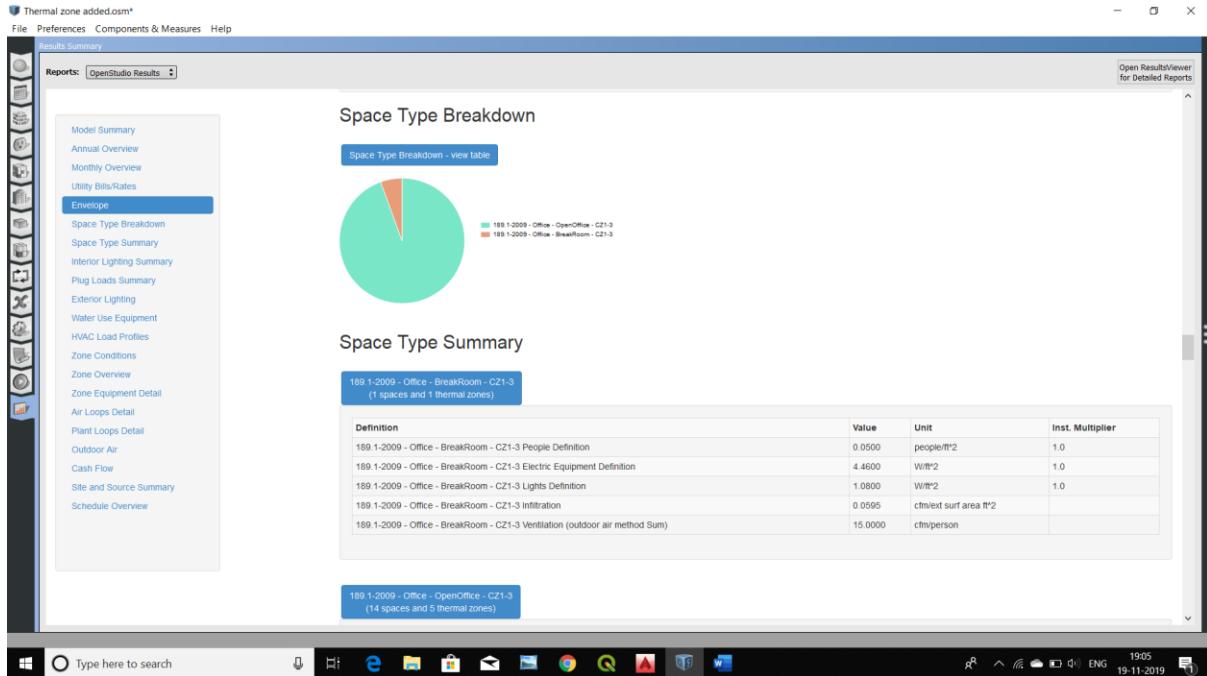 Thermal zone added.osm*
File Preferences Components & Measures Help
Results Summary
Reports: OpenStudio Results
Open ResultsViewer
for Detailed Reports
Model Summary
Annual Overview
Monthly Overview
Utility Bills/Rates
Envelope
Space Type Breakdown
Space Type Summary
Interior Lighting Summary
Plug Loads Summary
Exterior Lighting
Water Use Equipment
HVAC Load Profiles
Zone Conditions
Zone Overview
Zone Equipment Detail
Air Loops Detail
Plant Loops Detail
Outdoor Air
Cash Flow
Site and Source Summary
Schedule Overview
Space Type Breakdown
Space Type Breakdown - view table
189.1-2009 - Office - OpenOffice - CZ1-3
189.1-2009 - Office - BreakRoom - CZ1-3
Space Type Summary
189.1-2009 - Office - BreakRoom - CZ1-3
(1 spaces and 1 thermal zones)
Definition Value Unit Inst. Multiplier
189.1-2009 - Office - BreakRoom - CZ1-3 People Definition 0.0500 people/ft^2 1.0
189.1-2009 - Office - BreakRoom - CZ1-3 Electric Equipment Definition 4.4600 W/ft^2 1.0
189.1-2009 - Office - BreakRoom - CZ1-3 Lights Definition 1.0800 W/ft^2 1.0
189.1-2009 - Office - BreakRoom - CZ1-3 Infiltration 0.0595 cfm/ext surf area ft^2
189.1-2009 - Office - BreakRoom - CZ1-3 Ventilation (outdoor air method Sum) 15.0000 cfm/person
189.1-2009 - Office - OpenOffice - CZ1-3
(14 spaces and 5 thermal zones)
Type here to search
ENG
19:05
19-11-2019